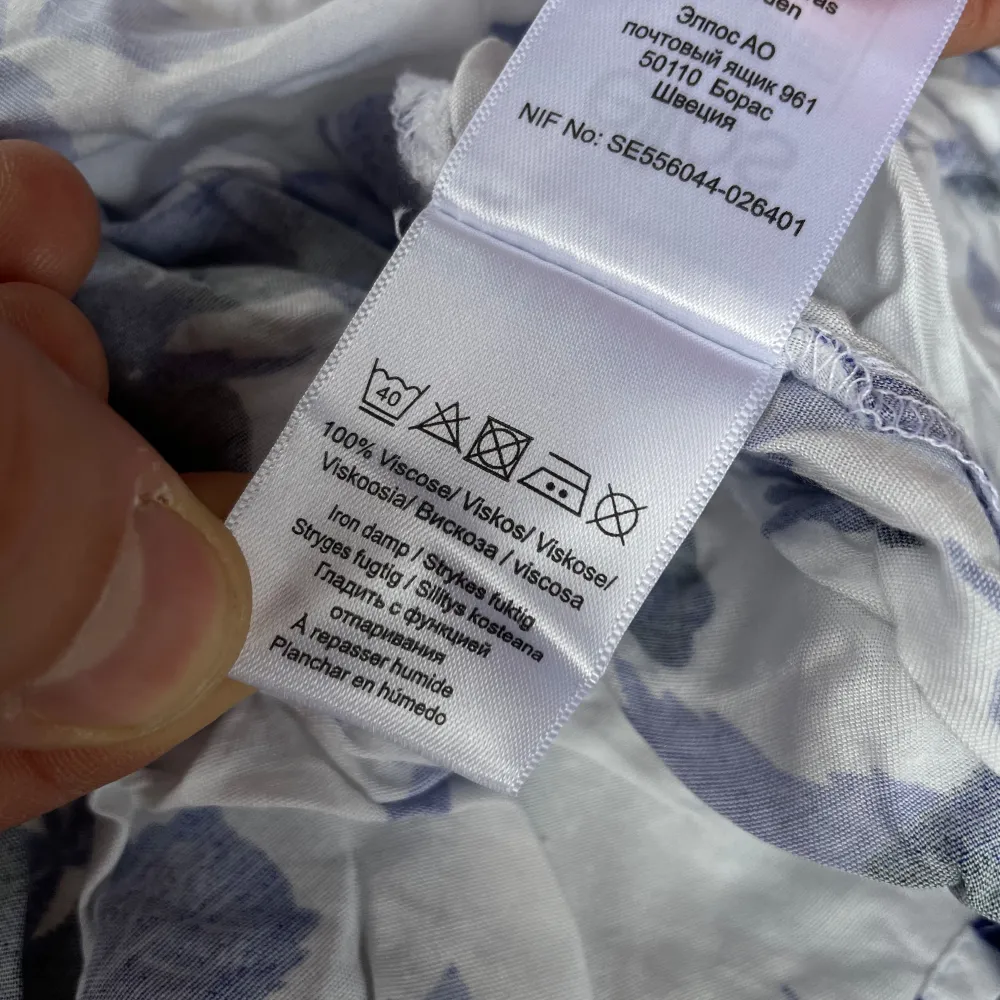 Эллос АО
почтовый ящик 961
50110 Борас
Швеция
NIF No: SE556044-026401
40
100% Viscose/ Viskos/ Viskose/
Viskoosia/ Вискоза / viscosa
Iron damp / Strykes fuktig
Stryges fugtig / Silitys kosteana
Гладить с функцией
отпаривания
À repasser humide
Planchar en húmedo